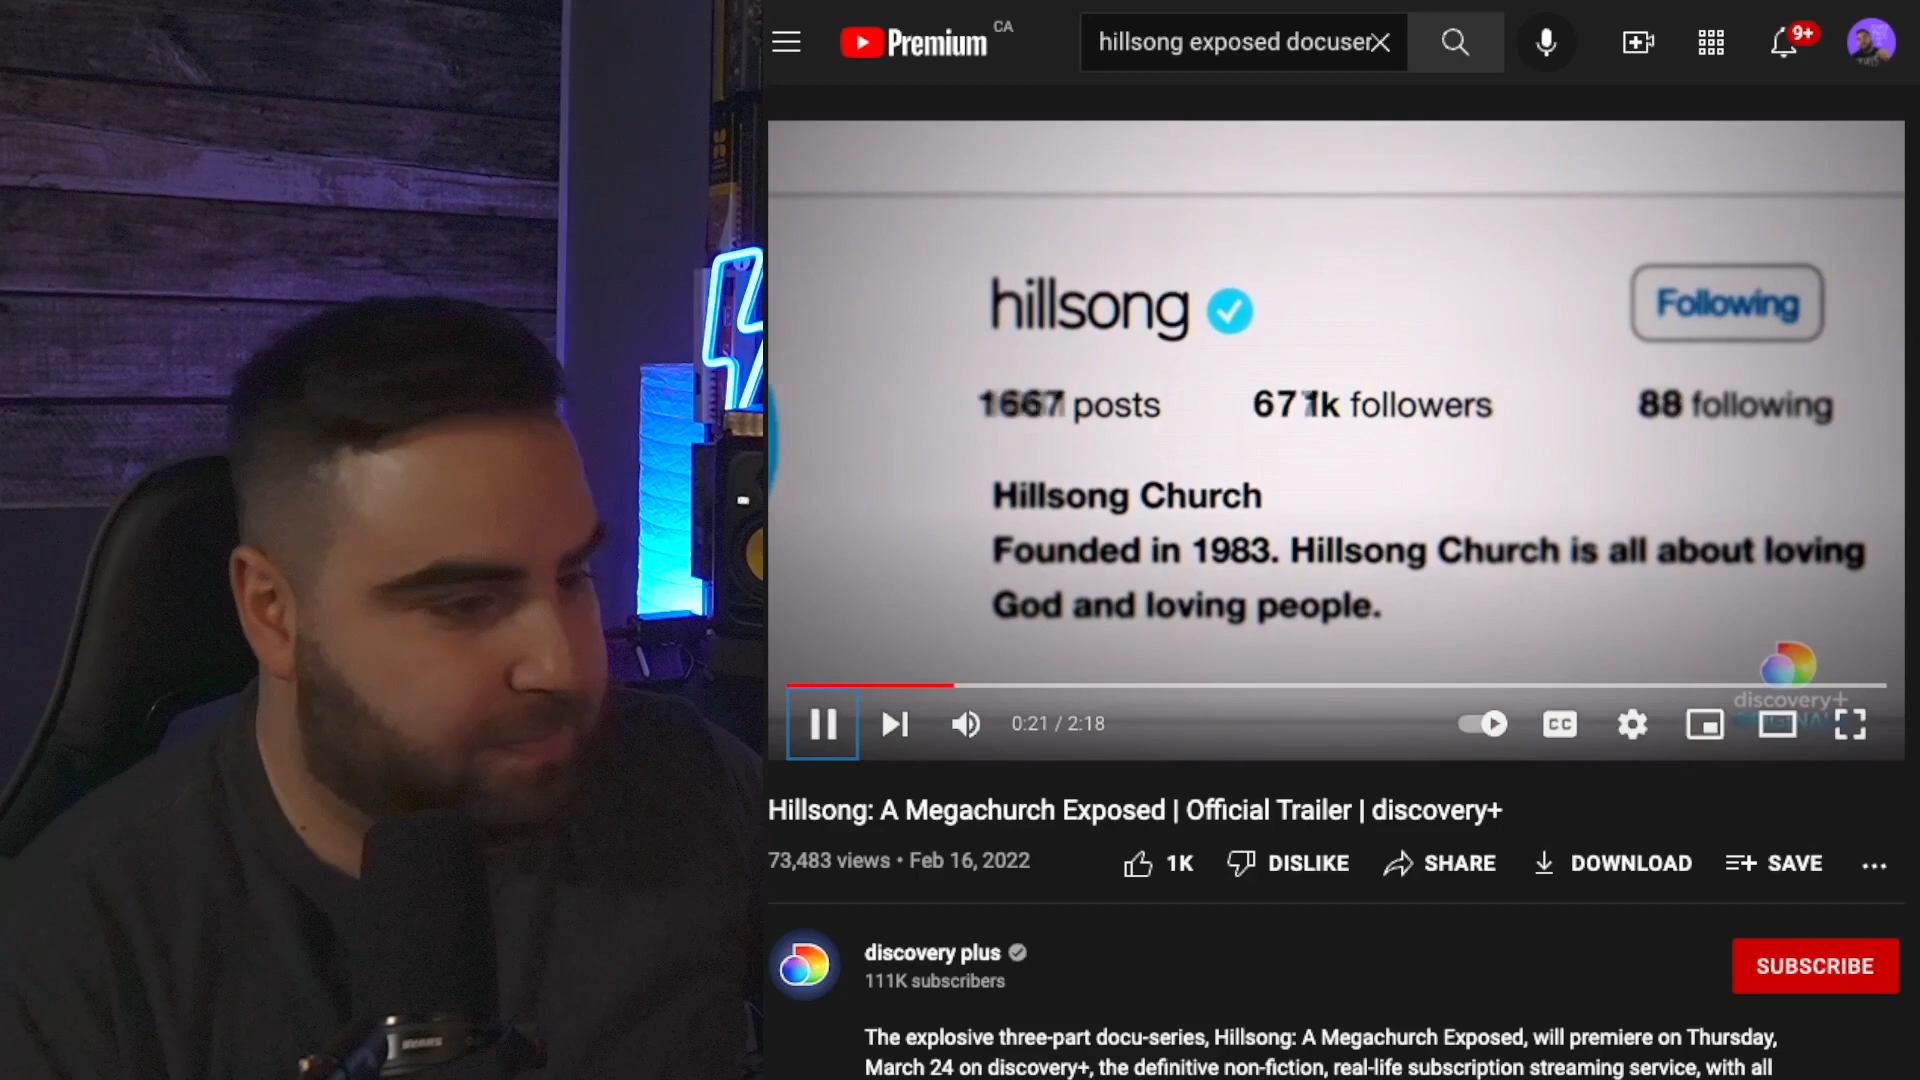 Premium CA
hillsong exposed docuser
9+
hillsong
Following
posts
followers
88 following
Hillsong Church
Founded in 1983. Hillsong Church is all about loving
God and loving people.
discovery+
0:21 / 2:18
CC
Hillsong: A Megachurch Exposed | Official Trailer | discovery+
73,483 views • Feb 16, 2022
1K
DISLIKE
SHARE
DOWNLOAD
SAVE
discovery plus
111K subscribers
SUBSCRIBE
The explosive three-part docu-series, Hillsong: A Megachurch Exposed, will premiere on Thursday,
March 24 on discovery+, the definitive non-fiction, real-life subscription streaming service, with all